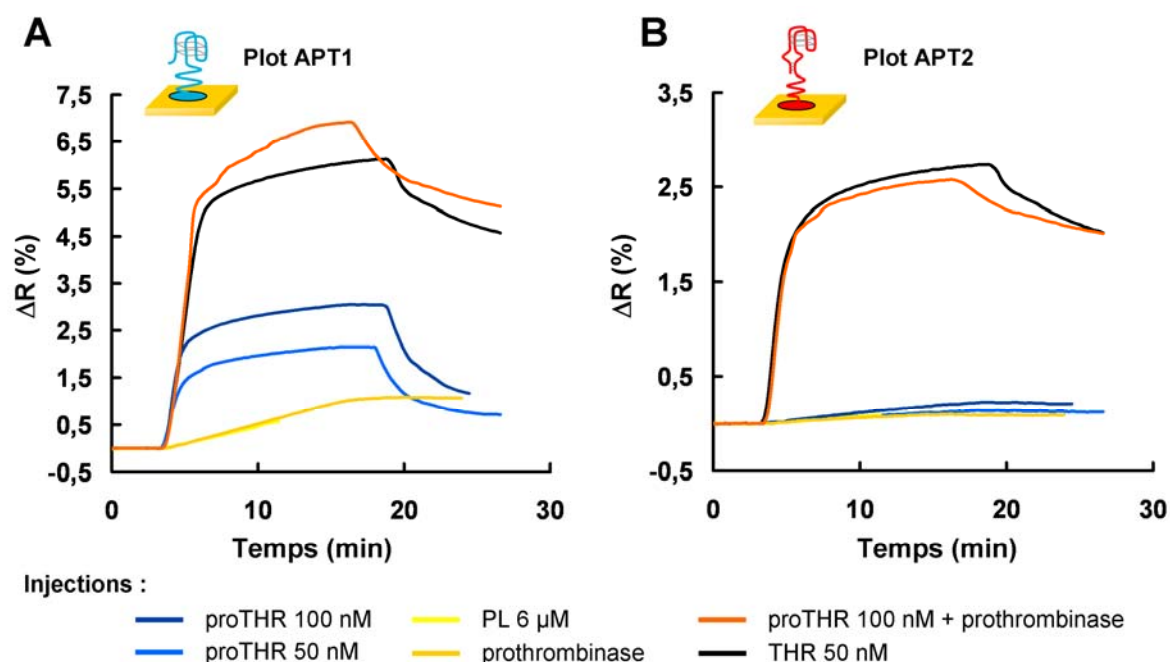 A
Plot APT1
7,5
6,5
5,5
4,5
3,5
2,5
1,5
0,5
-0,5
ΔR (%)
0 10 20 30
Temps (min)
B
Plot APT2
3,5
2,5
1,5
0,5
-0,5
ΔR (%)
0 10 20 30
Temps (min)
Injections :
proTHR 100 nM PL 6 µM proTHR 100 nM + prothrombinase
proTHR 50 nM prothrombinase THR 50 nM